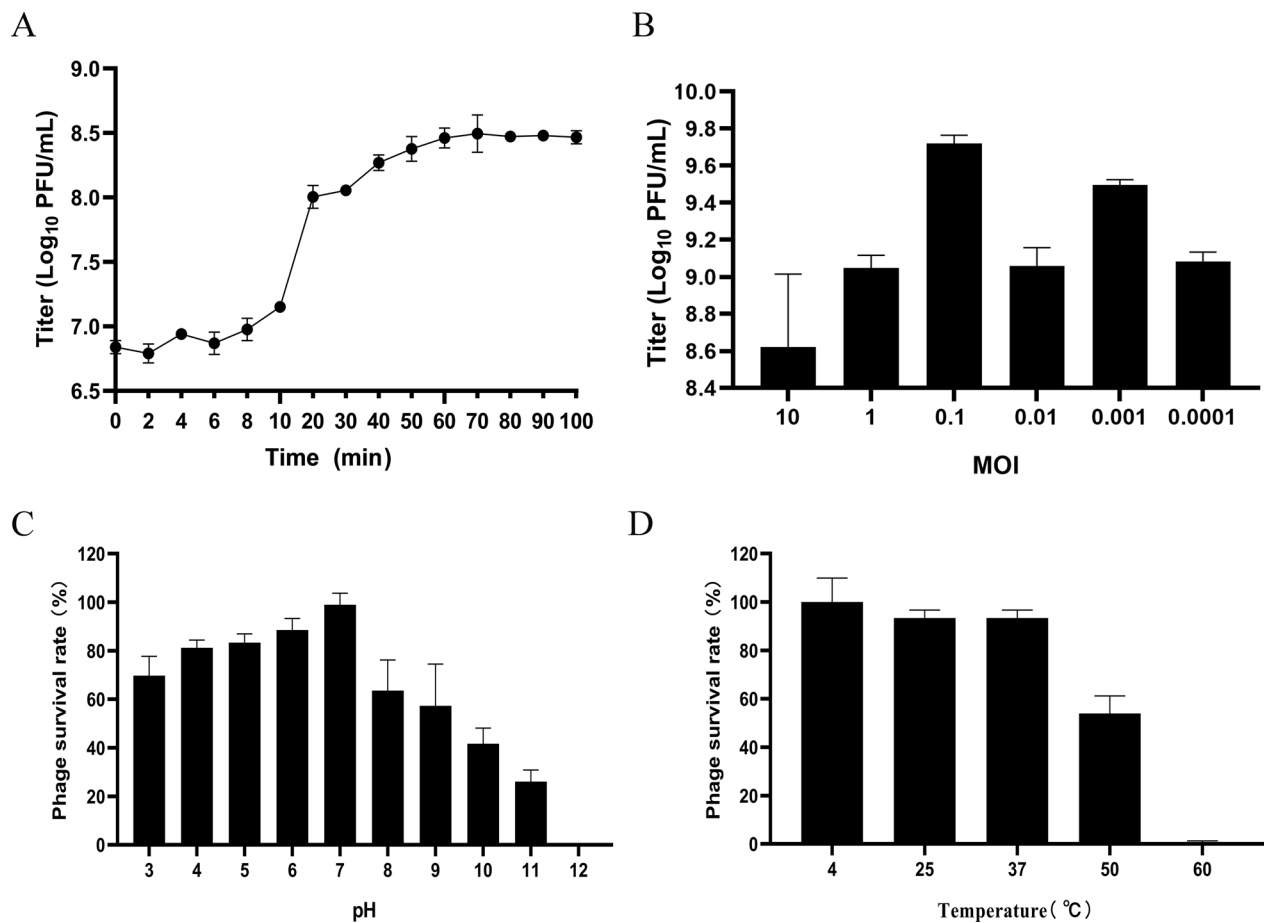 A
Titer (Log10 PFU/mL)
9.0
8.5
8.0
7.5
7.0
6.5
0 2 4 6 8 10 20 30 40 50 60 70 80 90 100
Time (min)
B
Titer (Log10 PFU/mL)
10.0
9.8
9.6
9.4
9.2
9.0
8.8
8.6
8.4
10 1 0.1 0.01 0.001 0.0001
MOI
C
Phage survival rate (%)
120
100
80
60
40
20
0
3 4 5 6 7 8 9 10 11 12
pH
D
Phage survival rate (%)
120
100
80
60
40
20
0
4 25 37 50 60
Temperature( ℃)